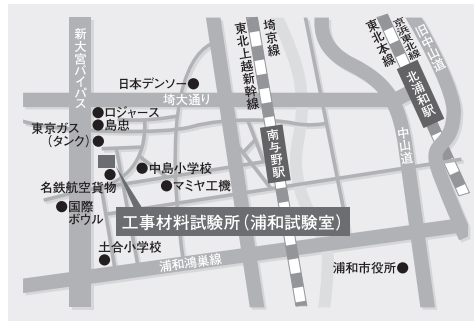 新大宮バイパス
東北上越新幹線
埼京線
東北本線
京浜東北線
旧中山道
北浦和駅
日本デンソー
埼大通り
ロジャース
島忠
東京ガス
(タンク)
南与野駅
中山道
中島小学校
名鉄航空貨物
マミヤ工機
国際
ボウル
工事材料試験所(浦和試験室)
土合小学校
浦和鴻巣線
浦和市役所